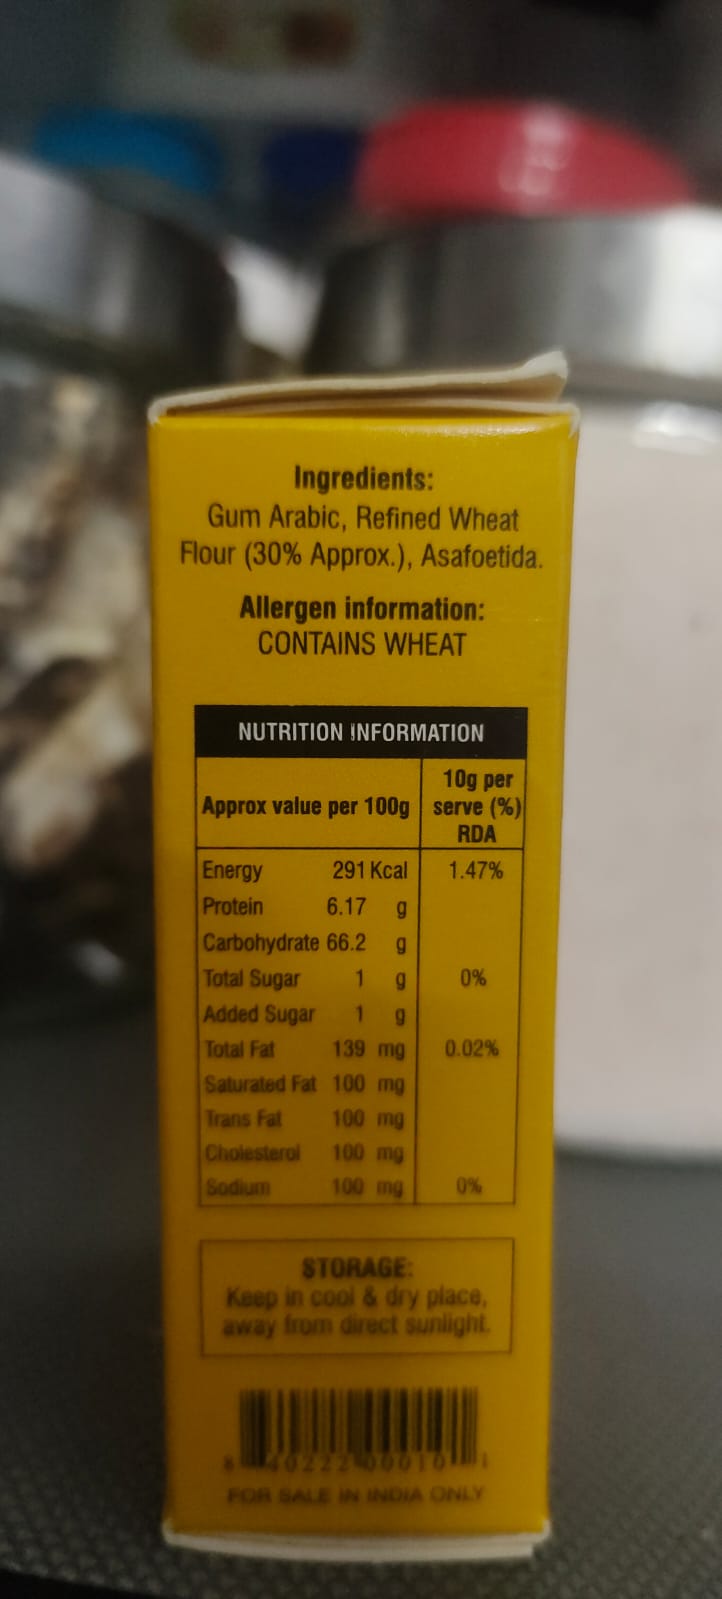 Ingredients:
Gum Arabic, Refined Wheat
Flour (30% Approx.), Asafoetida.
Allergen information:
CONTAINS WHEAT
NUTRITION INFORMATION
Approx value per 100g 10g per serve (%) RDA
Energy 291 Kcal 1.47%
Protein 6.17 g
Carbohydrate 66.2 g
Total Sugar 1 g 0%
Added Sugar 1 g
Total Fat 139 mg 0.02%
Saturated Fat 100 mg
Trans Fat 100 mg
Cholesterol 100 mg
Sodium 100 mg 0%
STORAGE:
Keep in cool & dry place,
away from direct sunlight.
8 40222 00010 1
FOR SALE IN INDIA ONLY